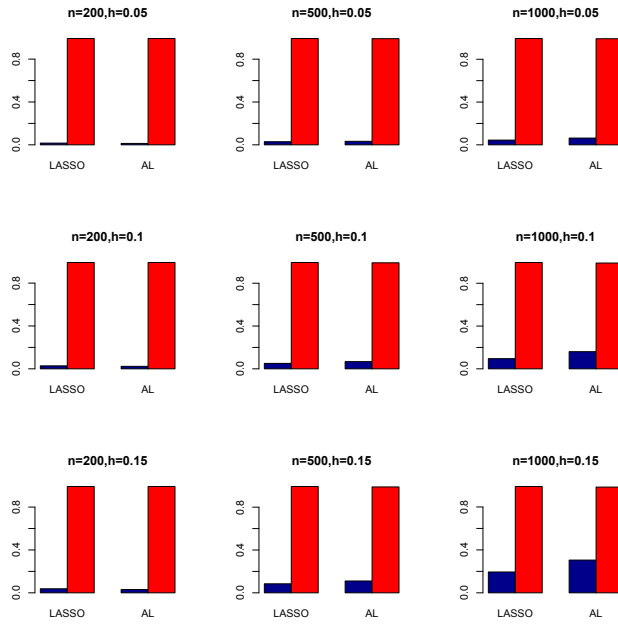 n=200,h=0.05
0.0 0.4 0.8
LASSO AL
n=500,h=0.05
0.0 0.4 0.8
LASSO AL
n=1000,h=0.05
0.0 0.4 0.8
LASSO AL
n=200,h=0.1
0.0 0.4 0.8
LASSO AL
n=500,h=0.1
0.0 0.4 0.8
LASSO AL
n=1000,h=0.1
0.0 0.4 0.8
LASSO AL
n=200,h=0.15
0.0 0.4 0.8
LASSO AL
n=500,h=0.15
0.0 0.4 0.8
LASSO AL
n=1000,h=0.15
0.0 0.4 0.8
LASSO AL